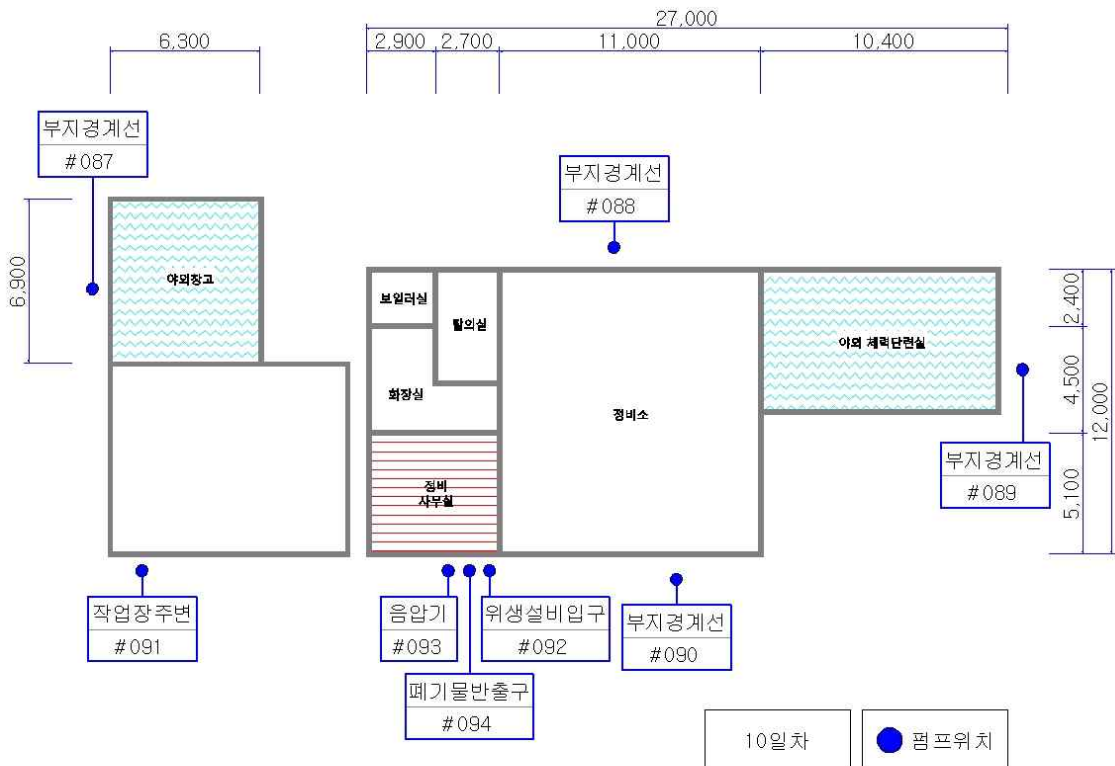 27,000
6,300
2,900
2,700
11,000
10,400
부지경계선
#087
부지경계선
#088
6,900
야외창고
보일러실
탈의실
야외 체력단련실
2,400
화장실
정비소
4,500
12,000
부지경계선
#089
정비
사무실
5,100
작업장주변
#091
음압기
#093
위생설비입구
#092
부지경계선
#090
폐기물반출구
#094
10일차
펌프위치